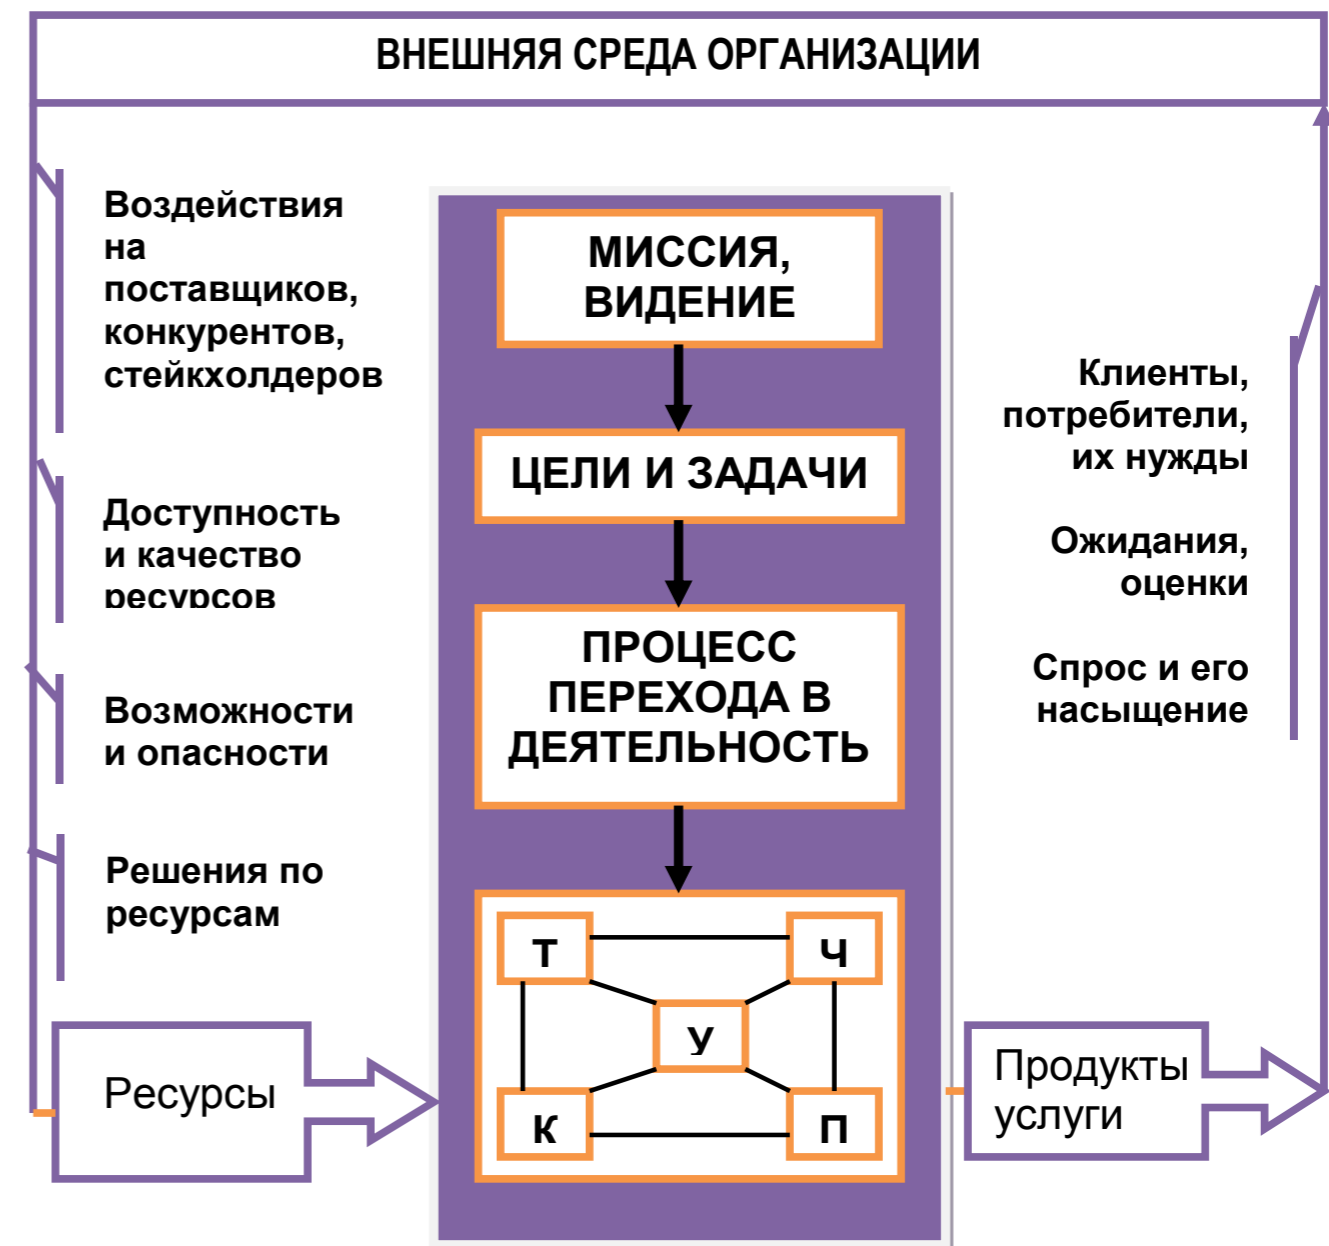 ВНЕШНЯЯ СРЕДА ОРГАНИЗАЦИИ
Воздействия
на
поставщиков,
конкурентов,
стейкхолдеров
Доступность
и качество
ресурсов
Возможности
и опасности
Решения по
ресурсам
Ресурсы
МИССИЯ,
ВИДЕНИЕ
ЦЕЛИ И ЗАДАЧИ
ПРОЦЕСС
ПЕРЕХОДА В
ДЕЯТЕЛЬНОСТЬ
Т
Ч
У
К
П
Клиенты,
потребители,
их нужды
Ожидания,
оценки
Спрос и его
насыщение
Продукты
услуги